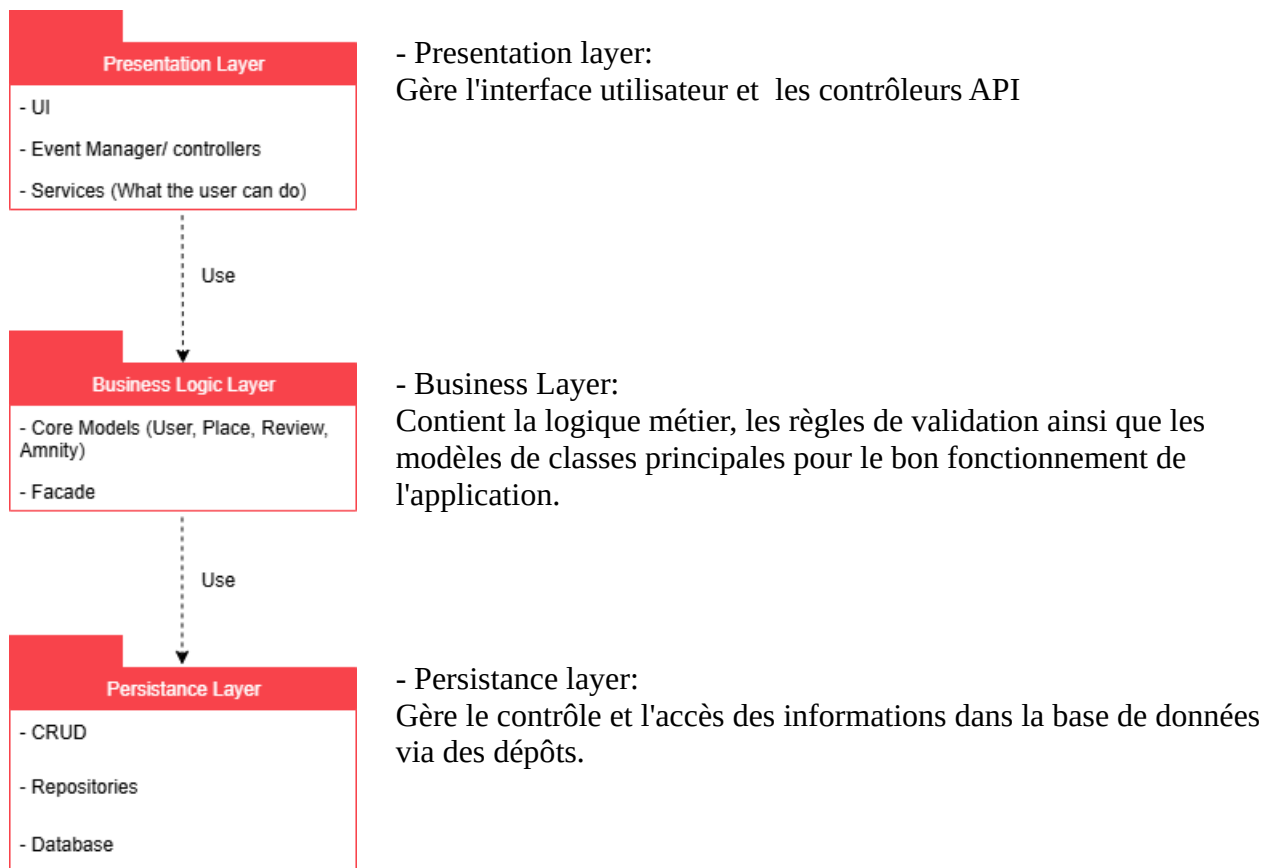 Presentation Layer
- UI
- Event Manager/ controllers
- Services (What the user can do)
- Presentation layer:
Gère l'interface utilisateur et  les contrôleurs API
Use
Business Logic Layer
- Core Models (User, Place, Review,
Amnity)
- Facade
- Business Layer:
Contient la logique métier, les règles de validation ainsi que les
modèles de classes principales pour le bon fonctionnement de
l'application.
Use
Persistance Layer
- CRUD
- Repositories
- Database
- Persistance layer:
Gère le contrôle et l'accès des informations dans la base de données
via des dépôts.